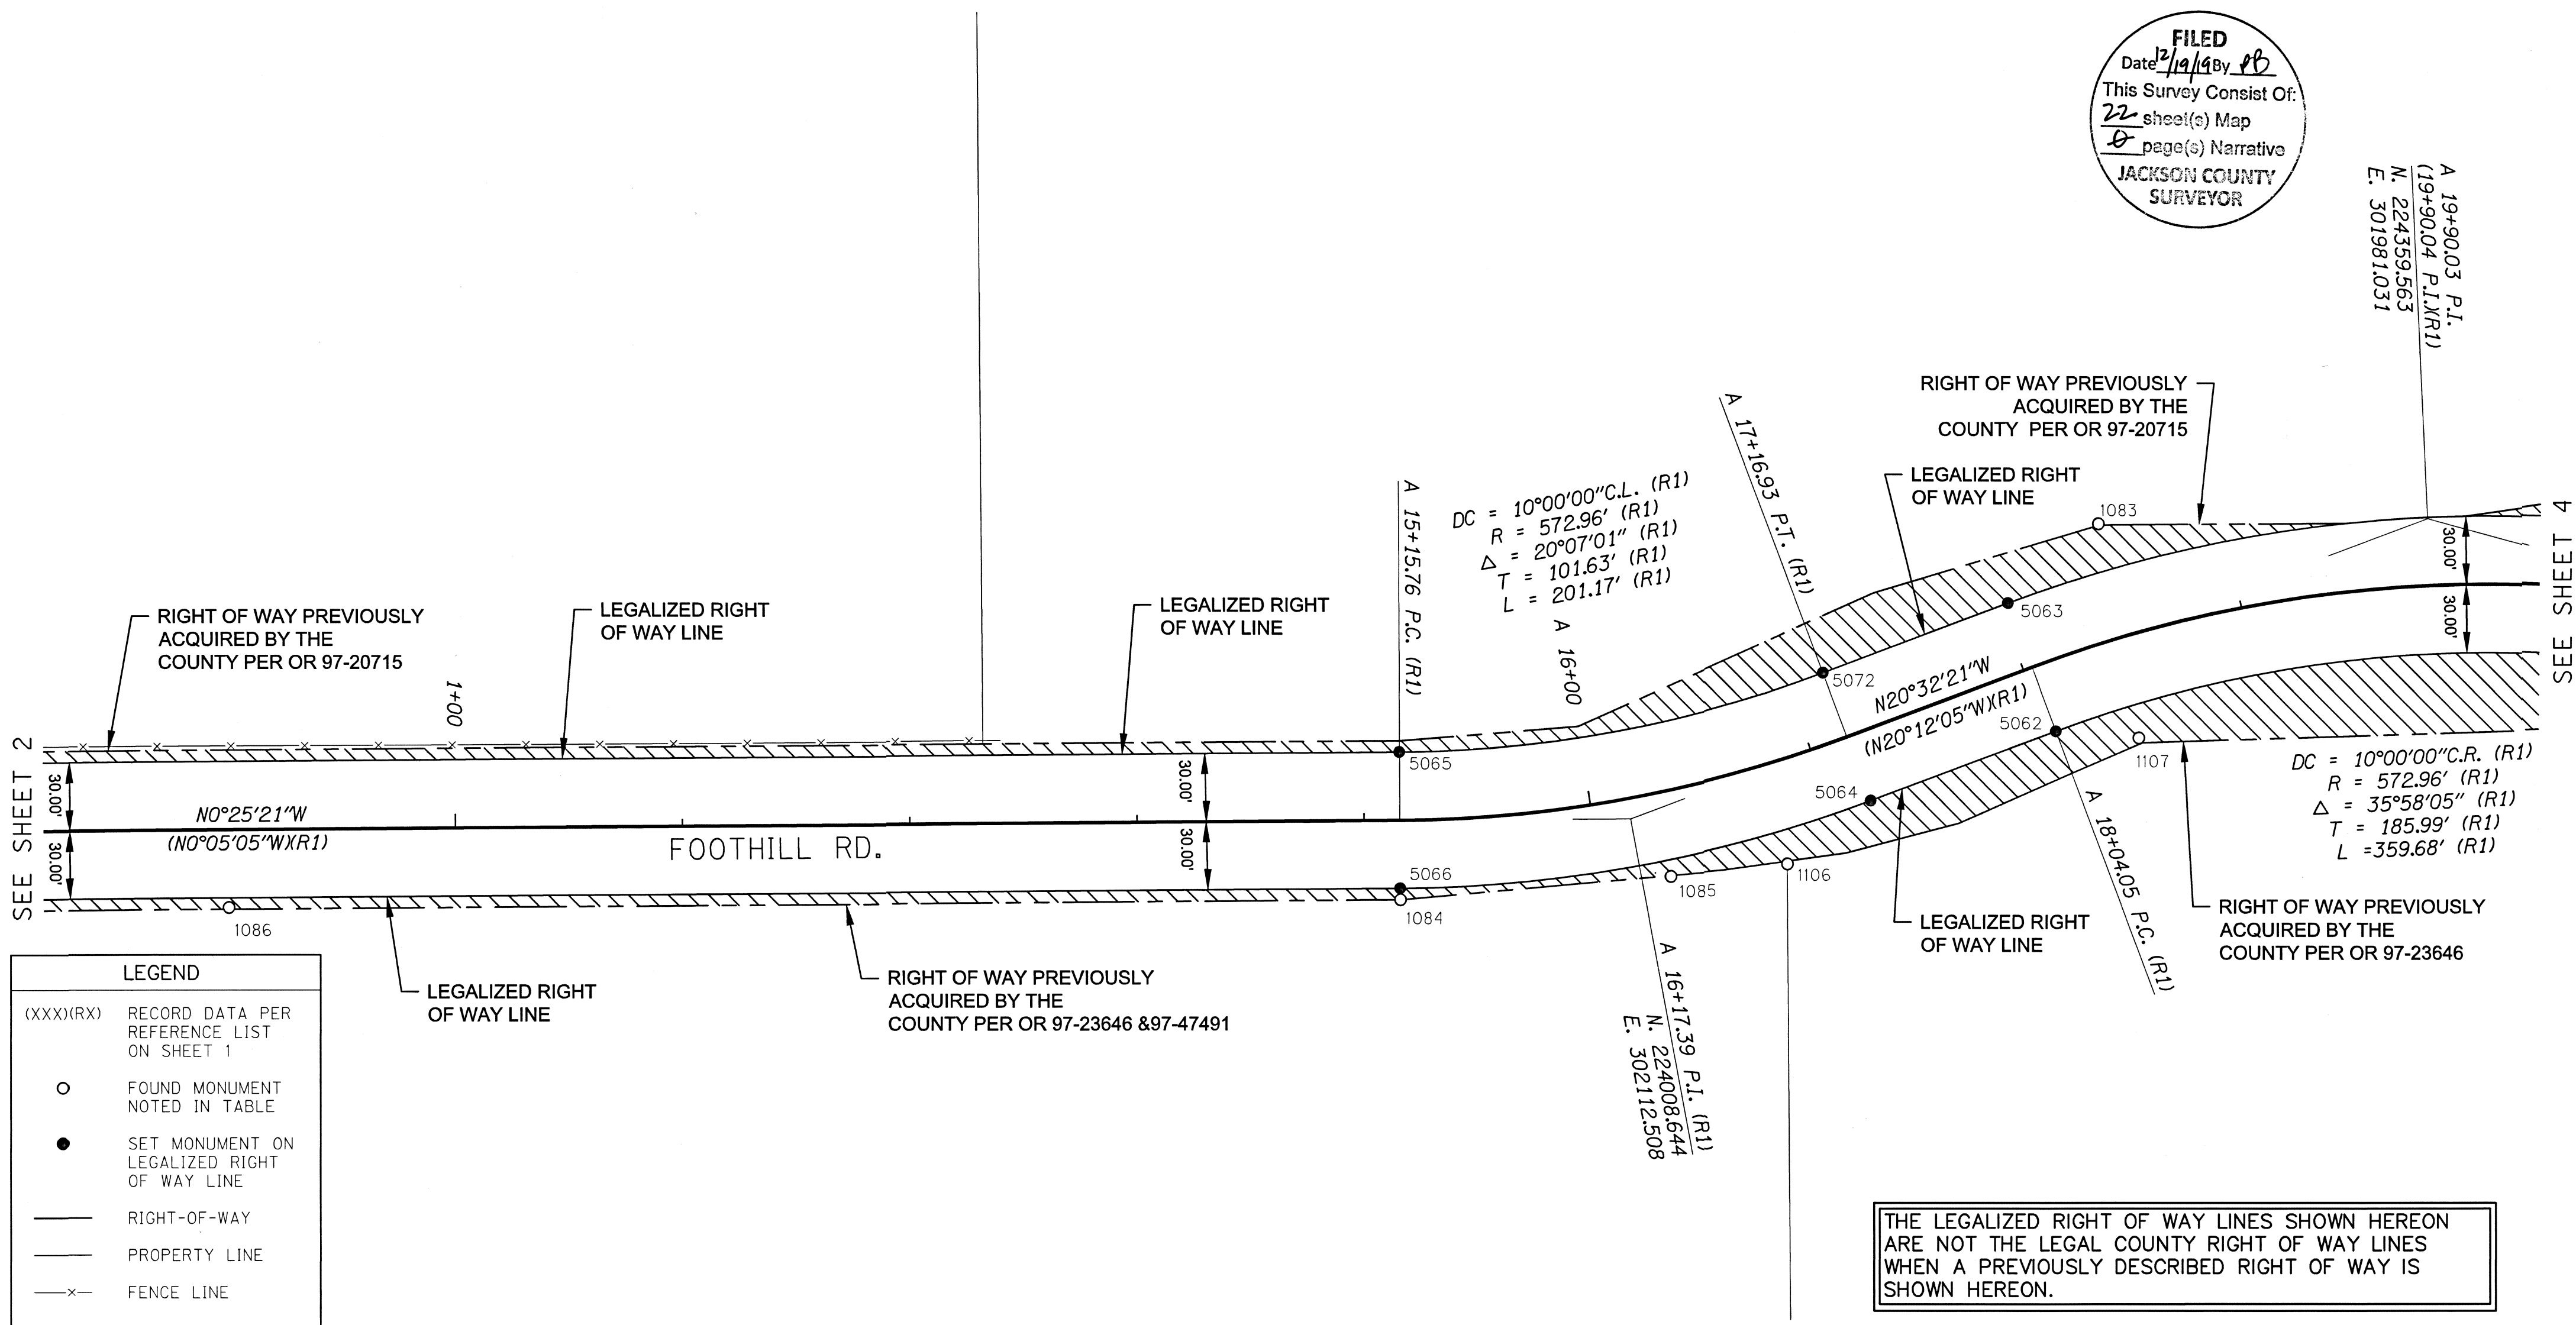 FILED
Date 12/19/19 By PB
This Survey Consist Of:
22 sheet(s) Map
0 page(s) Narrative
JACKSON COUNTY
SURVEYOR
A 19+90.03 P.I.
(19+90.04 P.I.)(R1)
N. 224359.563
E. 301981.031
RIGHT OF WAY PREVIOUSLY
ACQUIRED BY THE
COUNTY PER OR 97-20715
LEGALIZED RIGHT
OF WAY LINE
1083
5063
A 17+16.93 P.T. (R1)
5072
DC = 10°00'00"C.L. (R1)
R = 572.96' (R1)
Δ = 20°07'01" (R1)
T = 101.63' (R1)
L = 201.17' (R1)
A 16+00
A 15+15.76 P.C. (R1)
LEGALIZED RIGHT
OF WAY LINE
LEGALIZED RIGHT
OF WAY LINE
RIGHT OF WAY PREVIOUSLY
ACQUIRED BY THE
COUNTY PER OR 97-20715
1+00
SEE SHEET 2
SEE SHEET 4
30.00'
30.00'
30.00'
30.00'
30.00'
30.00'
N0°25'21"W
(N0°05'05"W)(R1)
FOOTHILL RD.
5065
5066
1084
1086
1085
1106
5064
5062
1107
N20°32'21"W
(N20°12'05"W)(R1)
DC = 10°00'00"C.R. (R1)
R = 572.96' (R1)
Δ = 35°58'05" (R1)
T = 185.99' (R1)
L =359.68' (R1)
A 18+04.05 P.C. (R1)
RIGHT OF WAY PREVIOUSLY
ACQUIRED BY THE
COUNTY PER OR 97-23646
LEGALIZED RIGHT
OF WAY LINE
A 16+17.39 P.I. (R1)
N. 224008.644
E. 302112.508
RIGHT OF WAY PREVIOUSLY
ACQUIRED BY THE
COUNTY PER OR 97-23646 &97-47491
LEGALIZED RIGHT
OF WAY LINE
LEGEND
(XXX)(RX) RECORD DATA PER
REFERENCE LIST
ON SHEET 1
FOUND MONUMENT
NOTED IN TABLE
SET MONUMENT ON
LEGALIZED RIGHT
OF WAY LINE
RIGHT-OF-WAY
PROPERTY LINE
FENCE LINE
THE LEGALIZED RIGHT OF WAY LINES SHOWN HEREON
ARE NOT THE LEGAL COUNTY RIGHT OF WAY LINES
WHEN A PREVIOUSLY DESCRIBED RIGHT OF WAY IS
SHOWN HEREON.